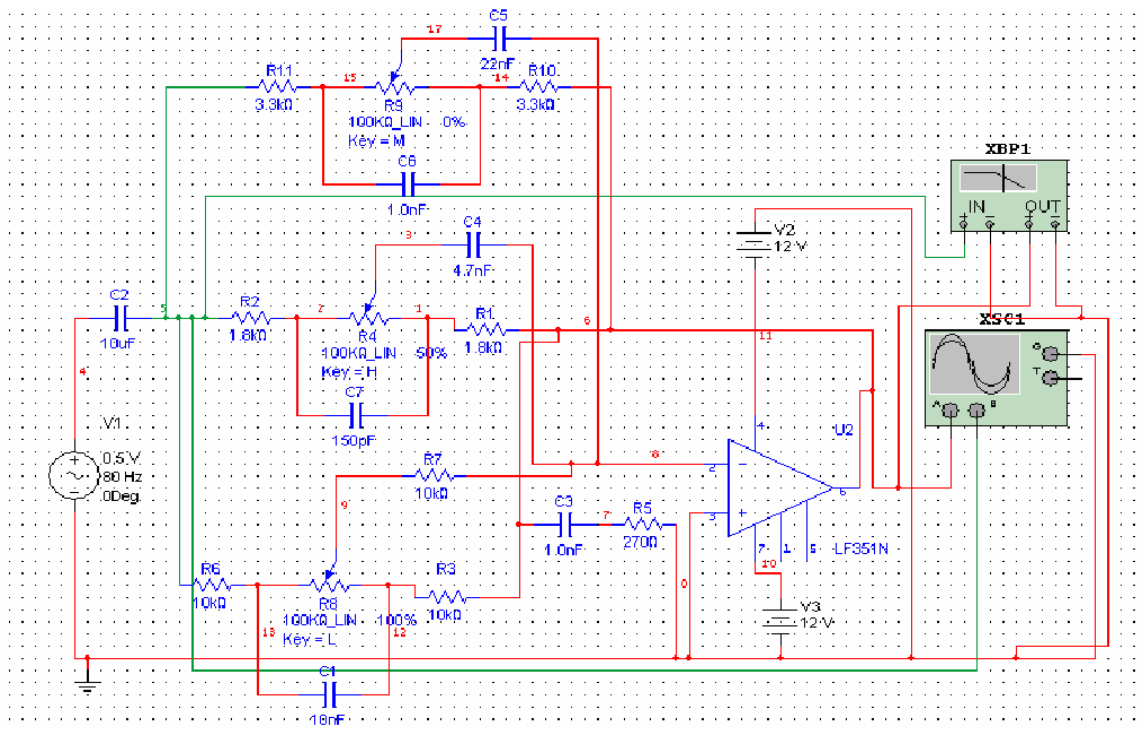 C5
17
22nF
R11
15
14
R10
3.3kΩ
R9
3.3kΩ
100KΩ_LIN 0%
Key = M
C6
1.0nF
XBP1
IN OUT
C4
3
4.7nF
V2
12 V
C2
5
R2
2
1
R1
6
10uF
1.8kΩ
R4
1.8kΩ
100KΩ_LIN 50%
Key = H
11
XSC1
G
T
A B
4
C7
150pF
V1
0.5 V
80 Hz
0Deg
R7
10kΩ
8
9
U2
4
2
3
6
7 1 5
LF351N
10
C3
7
R5
1.0nF
270Ω
R6
10kΩ
R8
R3
10kΩ
100KΩ_LIN 100%
Key = L
13
12
0
V3
12 V
C1
10nF